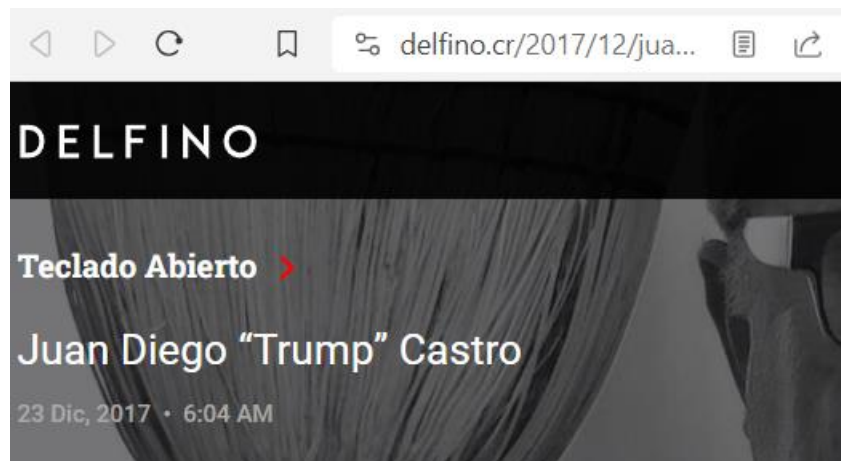 delfino.cr/2017/12/jua...
DELFINO
Teclado Abierto
Juan Diego “Trump” Castro
23 Dic, 2017 • 6:04 AM